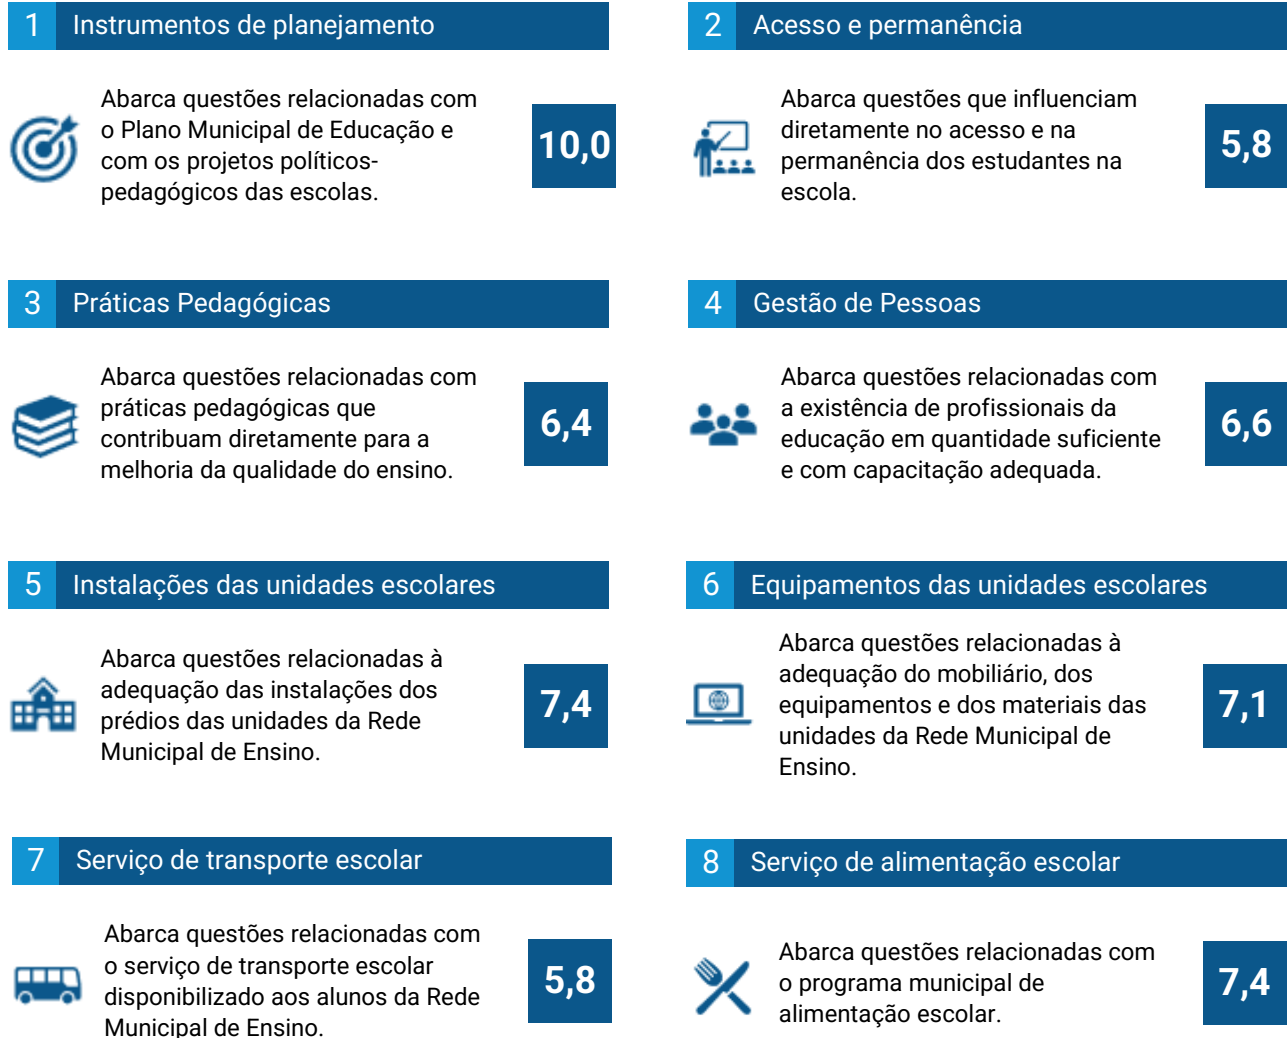 1 Instrumentos de planejamento
Abarca questões relacionadas com
o Plano Municipal de Educação e
com os projetos políticos-
pedagógicos das escolas.
10,0
2 Acesso e permanência
Abarca questões que influenciam
diretamente no acesso e na
permanência dos estudantes na
escola.
5,8
3 Práticas Pedagógicas
Abarca questões relacionadas com
práticas pedagógicas que
contribuam diretamente para a
melhoria da qualidade do ensino.
6,4
4 Gestão de Pessoas
Abarca questões relacionadas com
a existência de profissionais da
educação em quantidade suficiente
e com capacitação adequada.
6,6
5 Instalações das unidades escolares
Abarca questões relacionadas à
adequação das instalações dos
prédios das unidades da Rede
Municipal de Ensino.
7,4
6 Equipamentos das unidades escolares
Abarca questões relacionadas à
adequação do mobiliário, dos
equipamentos e dos materiais das
unidades da Rede Municipal de
Ensino.
7,1
7 Serviço de transporte escolar
Abarca questões relacionadas com
o serviço de transporte escolar
disponibilizado aos alunos da Rede
Municipal de Ensino.
5,8
8 Serviço de alimentação escolar
Abarca questões relacionadas com
o programa municipal de
alimentação escolar.
7,4